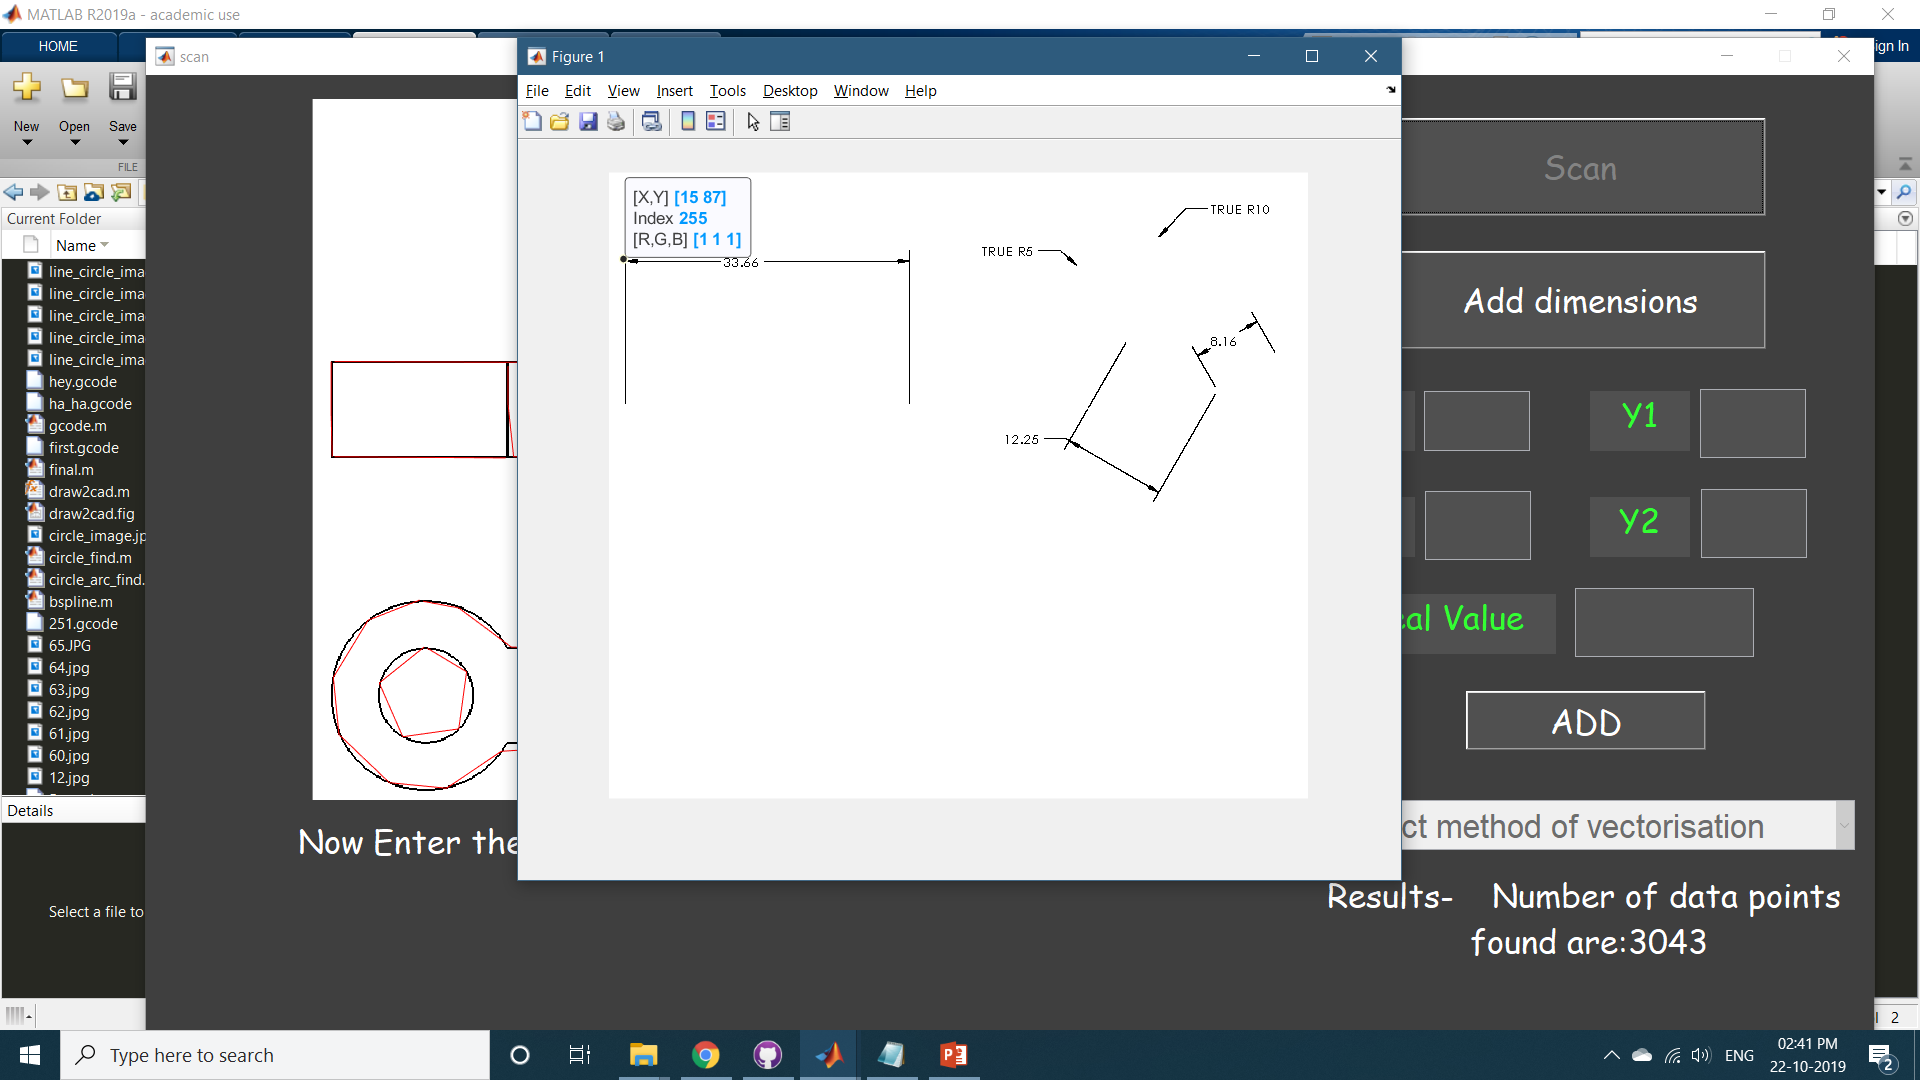 MATLAB R2019a - academic use
HOME
ign In
scan
Figure 1
File Edit View Insert Tools Desktop Window Help
New
Open
Save
FILE
Current Folder
Name
line_circle_ima
line_circle_ima
line_circle_ima
line_circle_ima
line_circle_ima
hey.gcode
ha_ha.gcode
gcode.m
first.gcode
final.m
draw2cad.m
draw2cad.fig
circle_image.jp
circle_find.m
circle_arc_find.
bspline.m
251.gcode
65.JPG
64.jpg
63.jpg
62.jpg
61.jpg
60.jpg
12.jpg
Details
Select a file to
[X,Y] [15 87]
Index 255
[R,G,B] [1 1 1]
33.66
TRUE R10
TRUE R5
8.16
12.25
Scan
Add dimensions
Y1
Y2
eal Value
ADD
ct method of vectorisation
Now Enter the
Results- Number of data points
found are:3043
2
Type here to search
ENG
02:41 PM
22-10-2019
2